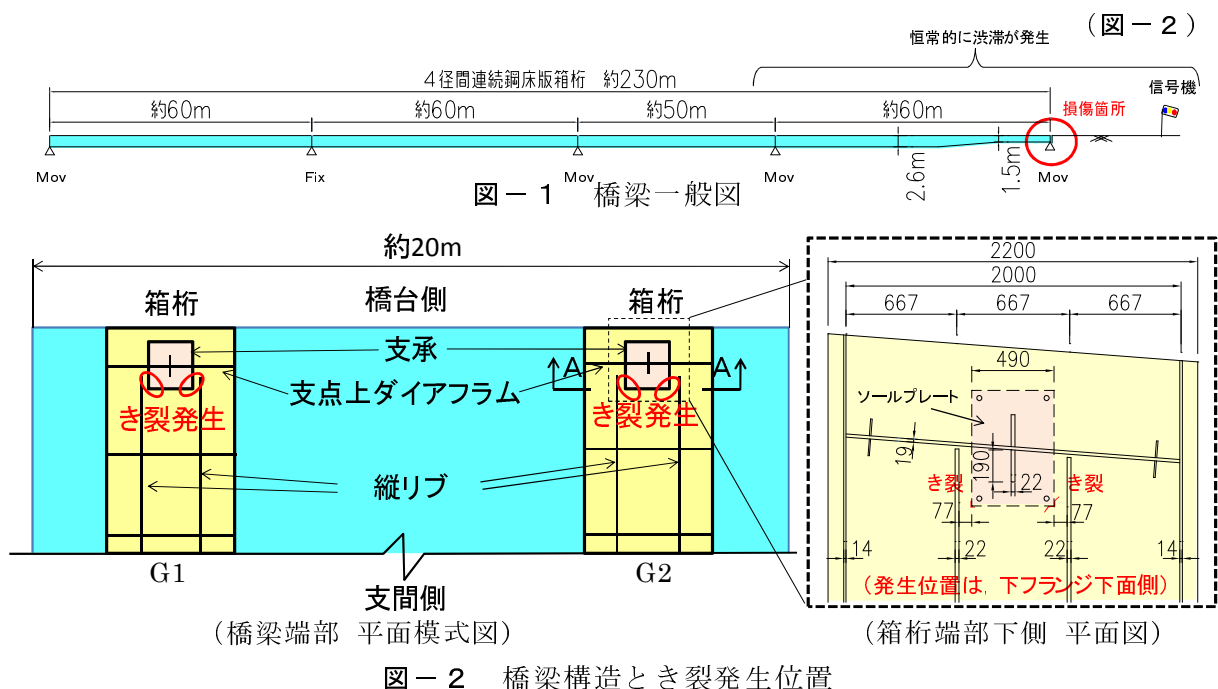 (図－2)
恒常的に渋滞が発生
4径間連続鋼床版箱桁 約230m
信号機
約60m
約60m
約50m
約60m
損傷箇所
2.6m
1.5m
Mov
Fix
Mov
Mov
Mov
図－1 橋梁一般図
約20m
箱桁
橋台側
箱桁
支承
A
A
支点上ダイアフラム
き裂発生
き裂発生
縦リブ
G1
G2
支間側
(橋梁端部 平面模式図)
2200
2000
667
667
667
490
ソールプレート
19
190
22
き裂
き裂
77
77
14
22
22
14
(発生位置は，下フランジ下面側)
(箱桁端部下側 平面図)
図－2 橋梁構造とき裂発生位置